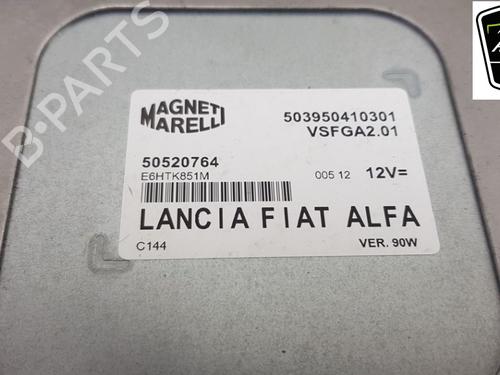 MAGNETI
MARELLI
503950410301
VSFGA2.01
50520764
E6HTK851M
005 12 12V=
LANCIA FIAT ALFA
C144
VER. 90W
B-PARTS